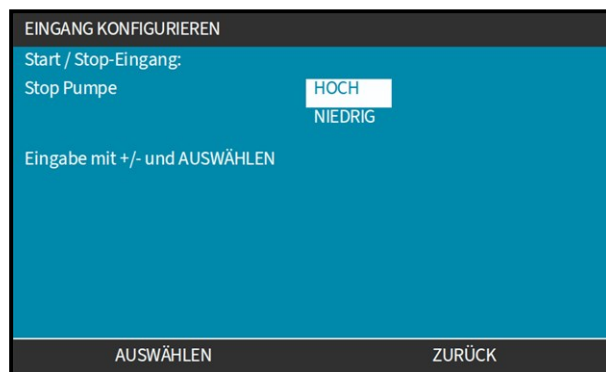 EINGANG KONFIGURIEREN
Start / Stop-Eingang:
Stop Pumpe HOCH
NIEDRIG
Eingabe mit +/- und AUSWÄHLEN
AUSWÄHLEN ZURÜCK